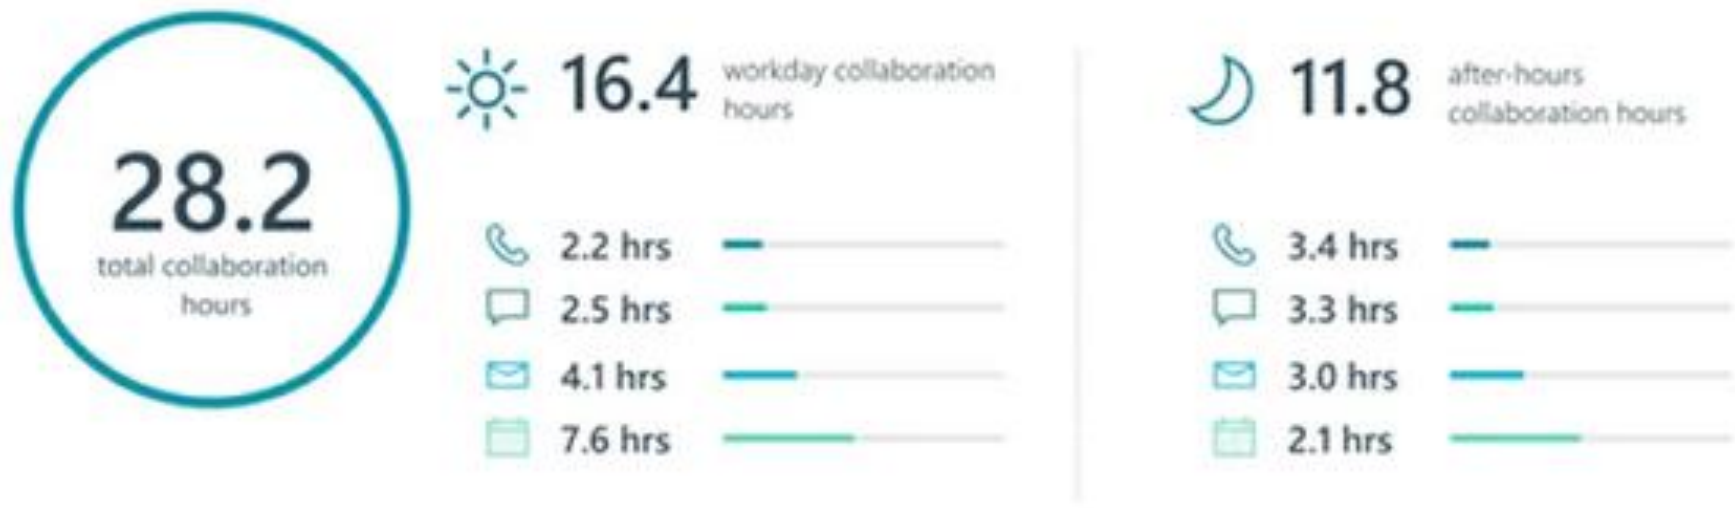 28.2
total collaboration
hours
16.4
workday collaboration
hours
2.2 hrs
2.5 hrs
4.1 hrs
7.6 hrs
11.8
after-hours
collaboration hours
3.4 hrs
3.3 hrs
3.0 hrs
2.1 hrs